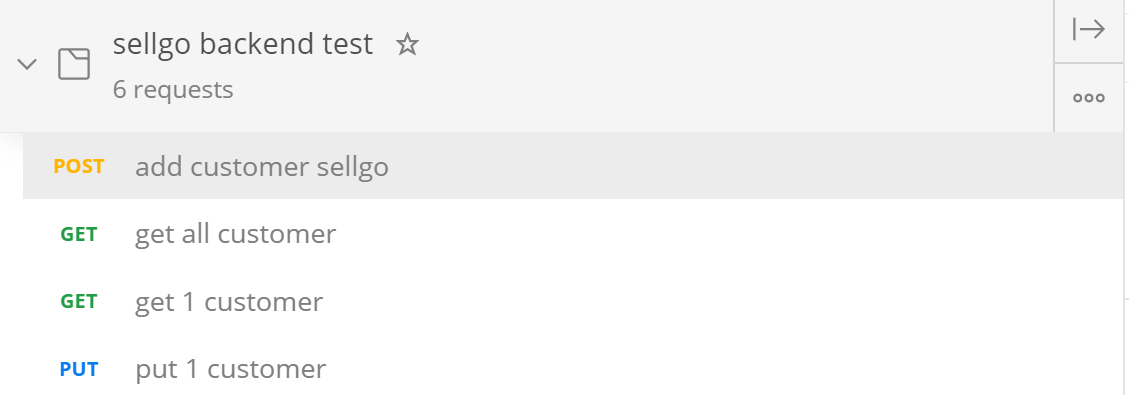 sellgo backend test
6 requests
POST add customer sellgo
GET get all customer
GET get 1 customer
PUT put 1 customer